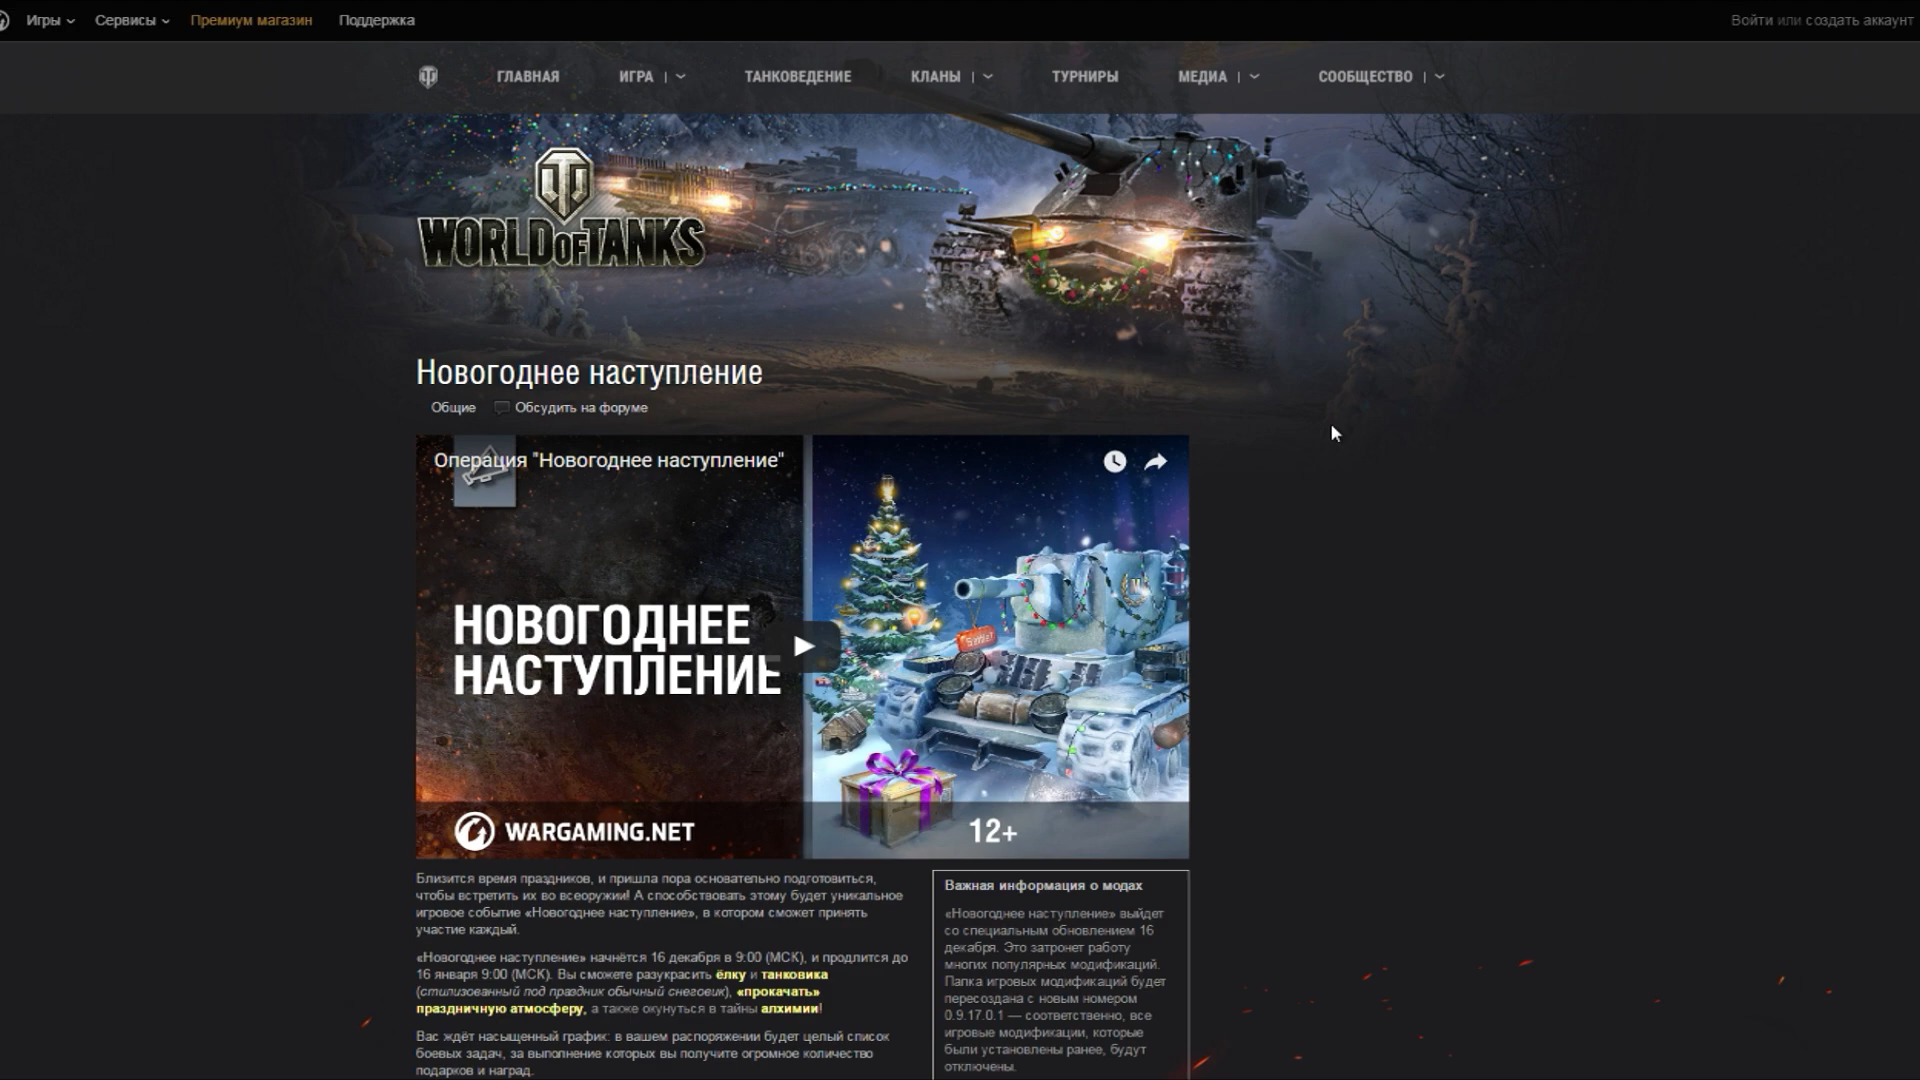 Игры Сервисы Премиум магазин Поддержка Войти или создать аккаунт
ГЛАВНАЯ ИГРА ТАНКОВЕДЕНИЕ КЛАНЫ ТУРНИРЫ МЕДИА СООБЩЕСТВО
WORLD OF TANKS
Новогоднее наступление
Общие Обсудить на форуме
Операция "Новогоднее наступление"
НОВОГОДНЕЕ
НАСТУПЛЕНИЕ
WARGAMING.NET
12+
Близится время праздников, и пришла пора основательно подготовиться,
чтобы встретить их во всеоружии! А способствовать этому будет уникальное
игровое событие «Новогоднее наступление», в котором сможет принять
участие каждый.
«Новогоднее наступление» начнётся 16 декабря в 9:00 (МСК), и продлится до
16 января 9:00 (МСК). Вы сможете разукрасить ёлку и танковика
(стилизованный под праздник обычный снеговик), «прокачать»
праздничную атмосферу, а также окунуться в тайны алхимии!
Вас ждёт насыщенный график: в вашем распоряжении будет целый список
боевых задач, за выполнение которых вы получите огромное количество
подарков и наград.
Важная информация о модах
«Новогоднее наступление» выйдет
со специальным обновлением 16
декабря. Это затронет работу
многих популярных модификаций.
Папка игровых модификаций будет
пересоздана с новым номером
0.9.17.0.1 — соответственно, все
игровые модификации, которые
были установлены ранее, будут
отключены.